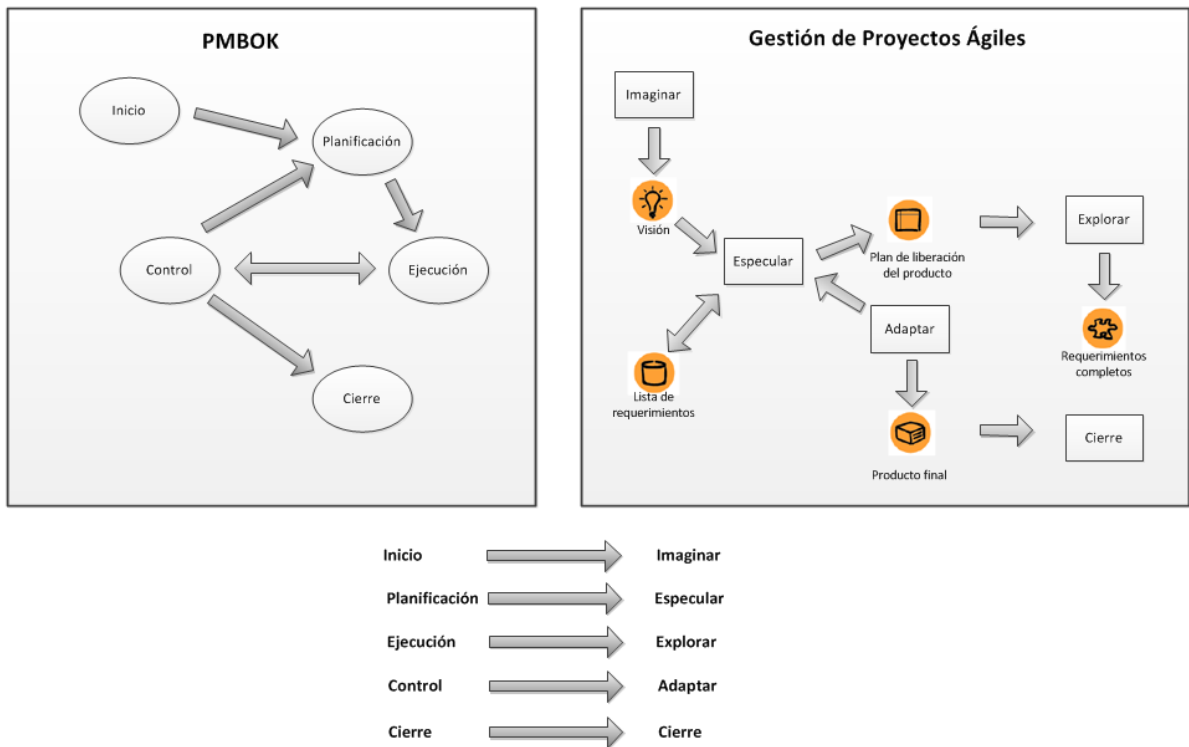 PMBOK
Inicio
Planificación
Control
Ejecución
Cierre
Gestión de Proyectos Ágiles
Imaginar
Visión
Especular
Plan de liberación
del producto
Explorar
Adaptar
Lista de
requerimientos
Requerimientos
completos
Producto final
Cierre
Inicio Imaginar
Planificación Especular
Ejecución Explorar
Control Adaptar
Cierre Cierre